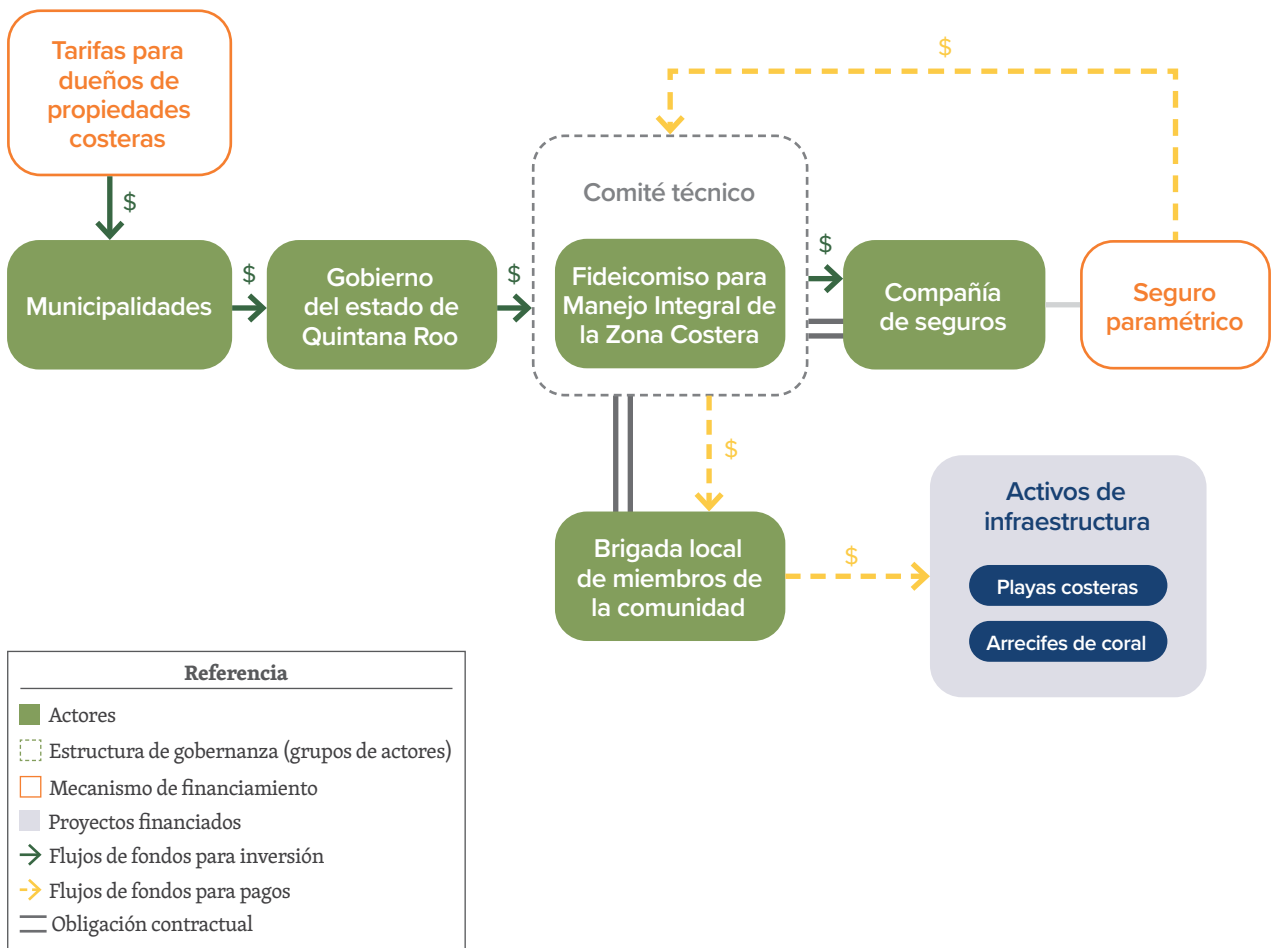 Tarifas para
dueños de
propiedades
costeras
$
$
Municipalidades
$
Gobierno
del estado de
Quintana Roo
$
Comité técnico
Fideicomiso para
Manejo Integral de
la Zona Costera
$
Compañía
de seguros
Seguro
paramétrico
$
Brigada local
de miembros de
la comunidad
$
Activos de
infraestructura
Playas costeras
Arrecifes de coral
Referencia
Actores
Estructura de gobernanza (grupos de actores)
Mecanismo de financiamiento
Proyectos financiados
Flujos de fondos para inversión
Flujos de fondos para pagos
Obligación contractual